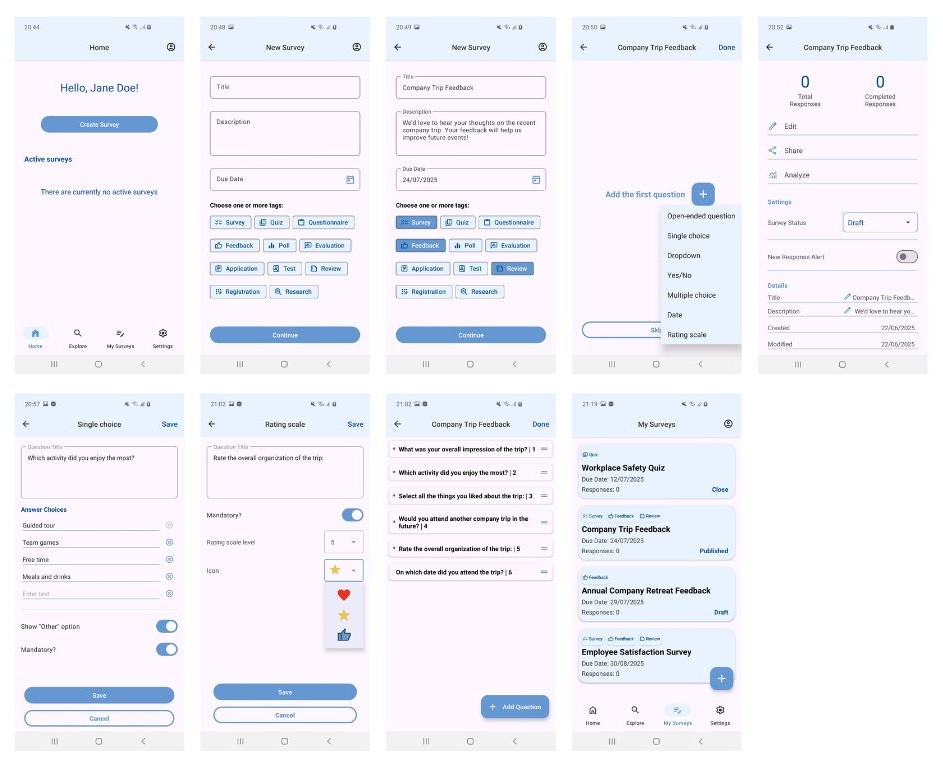 20:44
Home
Hello, Jane Doe!
Create Survey
Active surveys
There are currently no active surveys
Home
Explore
My Surveys
Settings
20:48
New Survey
Title
Description
Due Date
Choose one or more tags:
Survey
Quiz
Questionnaire
Feedback
Poll
Evaluation
Application
Test
Review
Registration
Research
Continue
20:49
New Survey
Title
Company Trip Feedback
Description
We'd love to hear your thoughts on the recent
company trip. Your feedback will help us
improve future events!
Due Date
24/07/2025
Choose one or more tags:
Survey
Quiz
Questionnaire
Feedback
Poll
Evaluation
Application
Test
Review
Registration
Research
Continue
20:50
Company Trip Feedback
Done
Add the first question
Open-ended question
Single choice
Dropdown
Yes/No
Multiple choice
Date
Rating scale
20:52
Company Trip Feedback
0
Total
Responses
0
Completed
Responses
Edit
Share
Analyze
Settings
Survey Status
Draft
New Response Alert
Details
Title
Company Trip Feedb...
Description
We'd love to hear yo...
Created
22/06/2025
Modified
22/06/2025
20:57
Single choice
Save
Question Title
Which activity did you enjoy the most?
Answer Choices
Guided tour
Team games
Free time
Meals and drinks
Enter text
Show "Other" option
Mandatory?
Save
Cancel
21:02
Rating scale
Save
Question Title
Rate the overall organization of the trip:
Mandatory?
Rating scale level
5
Icon
Save
Cancel
21:02
Company Trip Feedback
Done
* What was your overall impression of the trip? | 1
* Which activity did you enjoy the most? | 2
* Select all the things you liked about the trip: | 3
* Would you attend another company trip in the
future? | 4
* Rate the overall organization of the trip: | 5
On which date did you attend the trip? | 6
+ Add Question
21:19
My Surveys
Quiz
Workplace Safety Quiz
Due Date: 12/07/2025
Responses: 0
Close
Survey
Feedback
Review
Company Trip Feedback
Due Date: 24/07/2025
Responses: 0
Published
Feedback
Annual Company Retreat Feedback
Due Date: 29/07/2025
Responses: 0
Draft
Survey
Feedback
Review
Employee Satisfaction Survey
Due Date: 30/08/2025
Responses: 0
Home
Explore
My Surveys
Settings